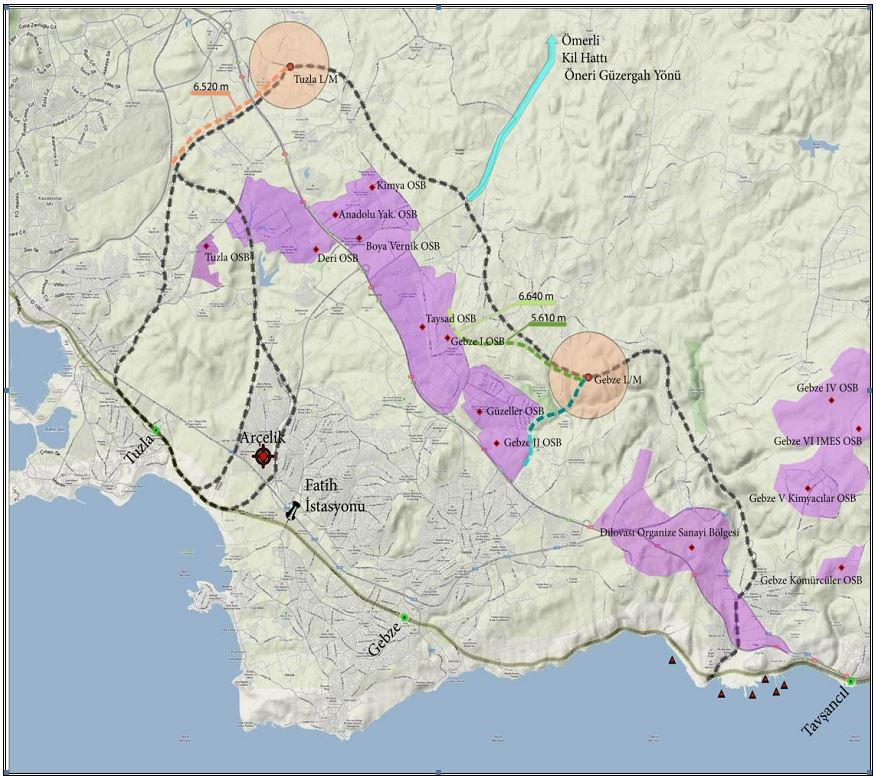 Ömerli
Kil Hattı
Öneri Güzergah Yönü
Tuzla L/M
6.520 m
Kimya OSB
Anadolu Yak. OSB
Boya Vernik OSB
Deri OSB
Tuzla OSB
6.640 m
5.610 m
Taysad OSB
Gebze I OSB
Gebze L/M
Güzeller OSB
Gebze II OSB
Gebze IV OSB
Gebze VI IMES OSB
Gebze V Kimyacılar OSB
Gebze Kömürcüler OSB
Dilovası Organize Sanayi Bölgesi
Tuzla
Arçelik
Fatih
İstasyonu
Gebze
Tavşancıl